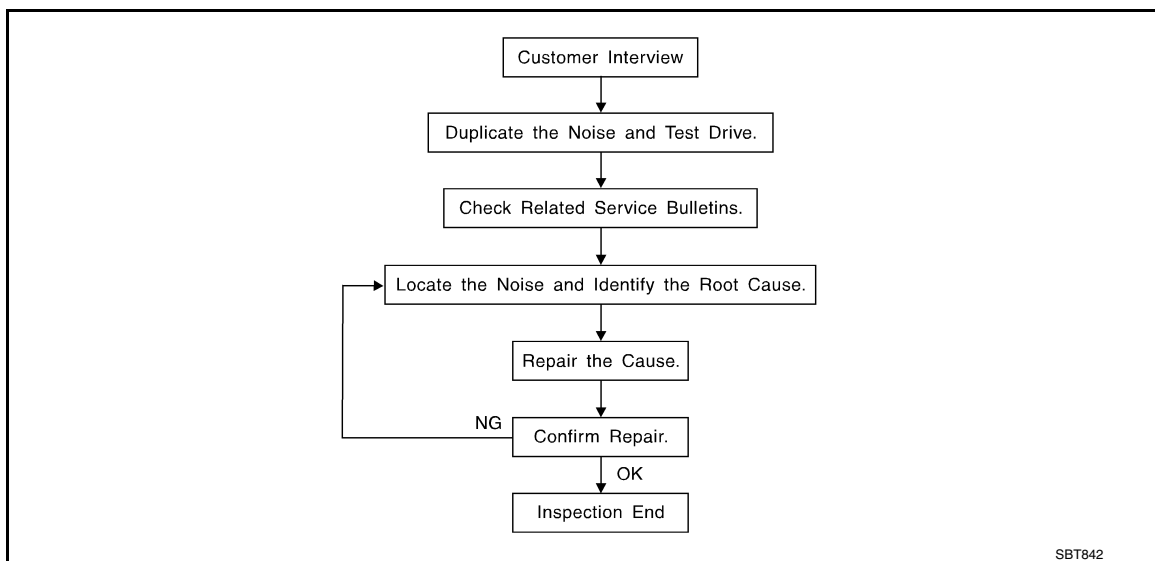 Customer Interview
Duplicate the Noise and Test Drive.
Check Related Service Bulletins.
Locate the Noise and Identify the Root Cause.
Repair the Cause.
NG
Confirm Repair.
OK
Inspection End
SBT842